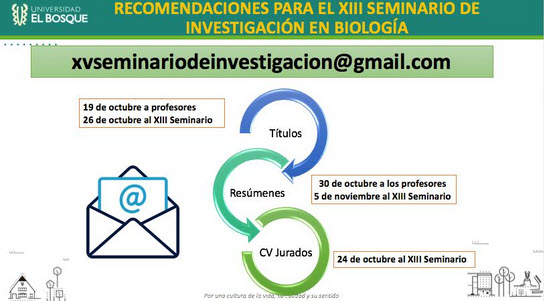 UNIVERSIDAD
EL BOSQUE
RECOMENDACIONES PARA EL XIII SEMINARIO DE
INVESTIGACIÓN EN BIOLOGÍA
xvseminariodeinvestigacion@gmail.com
19 de octubre a profesores
26 de octubre al XIII Seminario
Títulos
@
Resúmenes
30 de octubre a los profesores
5 de noviembre al XIII Seminario
CV Jurados
24 de octubre al XIII Seminario
Por una cultura de la vida, su calidad y su sentido